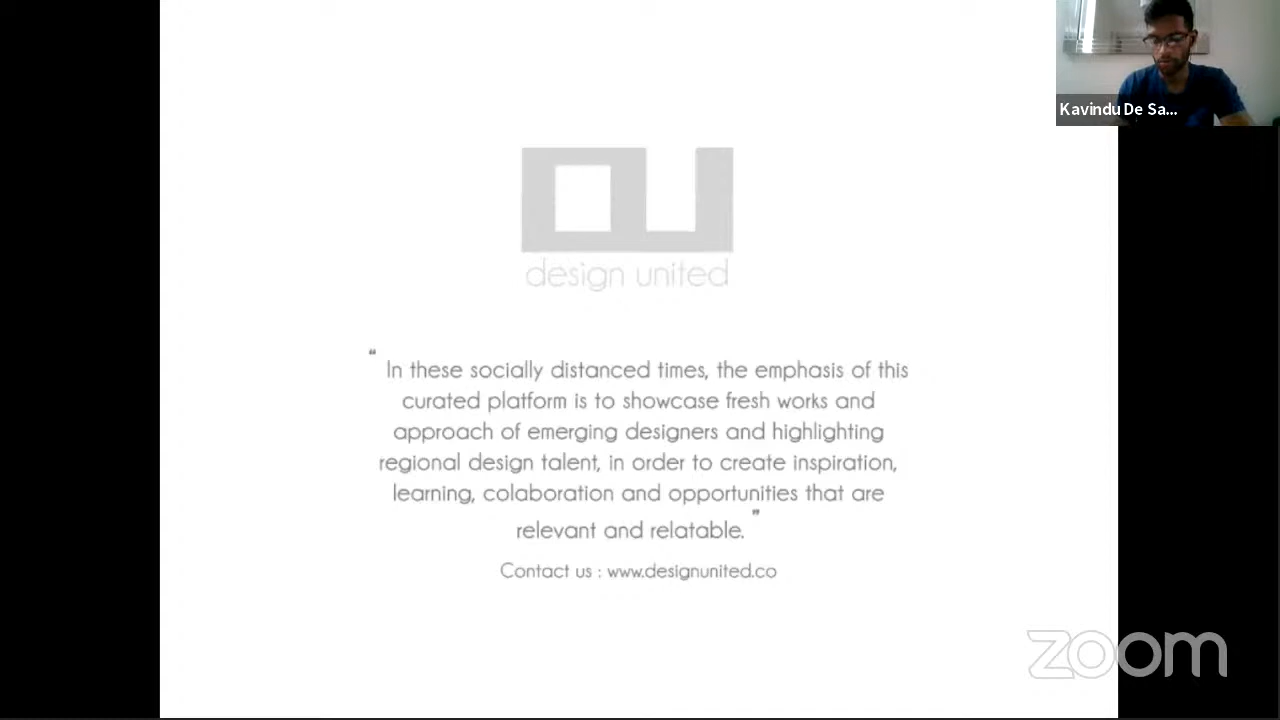 Kavindu De Sa...
design united
“ In these socially distanced times, the emphasis of this
curated platform is to showcase fresh works and
approach of emerging designers and highlighting
regional design talent, in order to create inspiration,
learning, colaboration and opportunities that are
relevant and relatable. ”
Contact us : www.designunited.co
zoom